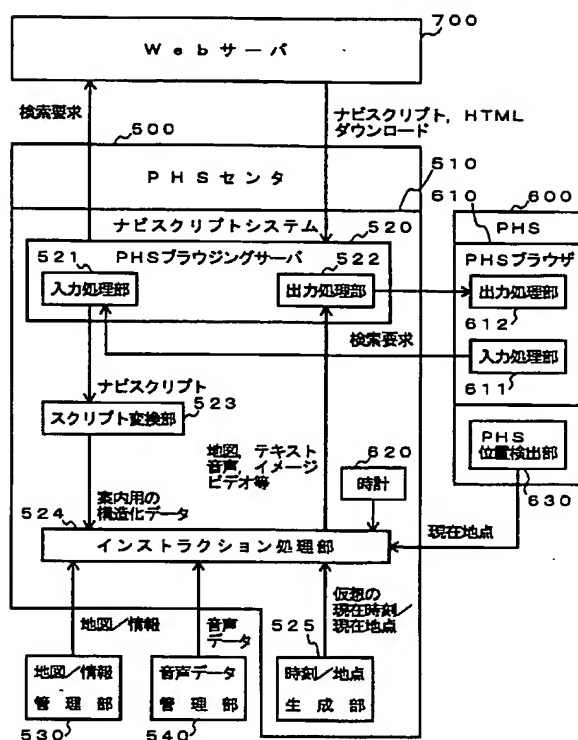 700
Webサーバ
検索要求
ナビスクリプト, HTML
ダウンロード
500
510
PHSセンタ
610
600
PHS
ナビスクリプトシステム
520
PHSブラウジングサーバ
PHSブラウザ
521
522
入力処理部
出力処理部
出力処理部
612
検索要求
入力処理部
611
ナビスクリプト
スクリプト変換部
523
地図, テキスト
音声, イメージ
ビデオ等
620
時計
PHS
位置検出部
630
案内用の
構造化データ
524
インストラクション処理部
現在地点
地図/情報
音声
データ
仮想の
現在時刻/
現在地点
525
地図/情報
管理部
音声データ
管理部
時刻/地点
生成部
530
540